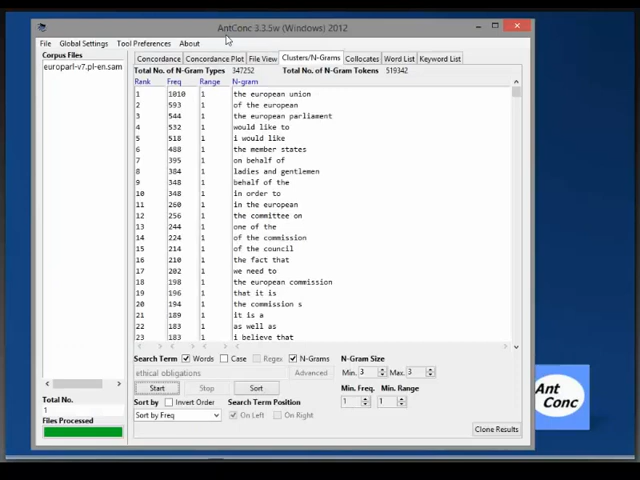 AntConc 3.3.5w (Windows) 2012
File Global Settings Tool Preferences About
Corpus Files
europarl-v7.pl-en.sam
Concordance Concordance Plot File View Clusters/N-Grams Collocates Word List Keyword List
Total No. of N-Gram Types 347252 Total No. of N-Gram Tokens 519342
Rank Freq Range N-gram
1 1010 1 the european union
2 593 1 of the european
3 544 1 the european parliament
4 532 1 would like to
5 518 1 i would like
6 488 1 the member states
7 395 1 on behalf of
8 384 1 ladies and gentlemen
9 348 1 behalf of the
10 348 1 in order to
11 260 1 in the european
12 256 1 the committee on
13 244 1 one of the
14 224 1 of the commission
15 214 1 of the council
16 210 1 the fact that
17 202 1 we need to
18 198 1 the european commission
19 196 1 that it is
20 194 1 the commission s
21 189 1 it is a
22 183 1 as well as
23 183 1 i believe that
Search Term Words Case Regex N-Grams N-Gram Size
ethical obligations Advanced Min. 3 Max. 3
Start Stop Sort Min. Freq. Min. Range
Sort by Invert Order Search Term Position 1 1
Sort by Freq On Left On Right
Total No.
1
Files Processed
Clone Results
Ant
Conc